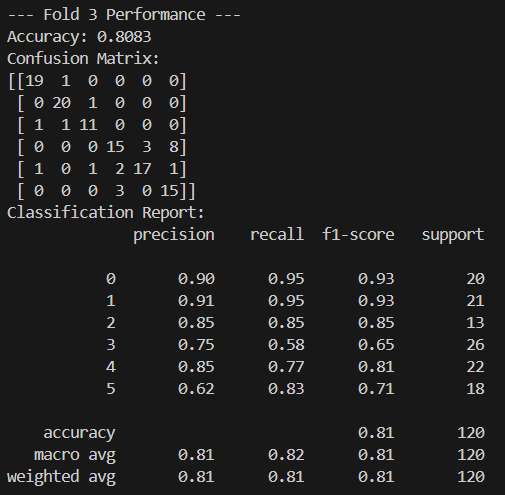 --- Fold 3 Performance ---
Accuracy: 0.8083
Confusion Matrix:
[[19  1  0  0  0  0]
 [ 0 20  1  0  0  0]
 [ 1  1 11  0  0  0]
 [ 0  0  0 15  3  8]
 [ 1  0  1  2 17  1]
 [ 0  0  0  3  0 15]]
Classification Report:
              precision    recall  f1-score   support

           0       0.90      0.95      0.93        20
           1       0.91      0.95      0.93        21
           2       0.85      0.85      0.85        13
           3       0.75      0.58      0.65        26
           4       0.85      0.77      0.81        22
           5       0.62      0.83      0.71        18

    accuracy                           0.81       120
   macro avg       0.81      0.82      0.81       120
weighted avg       0.81      0.81      0.81       120